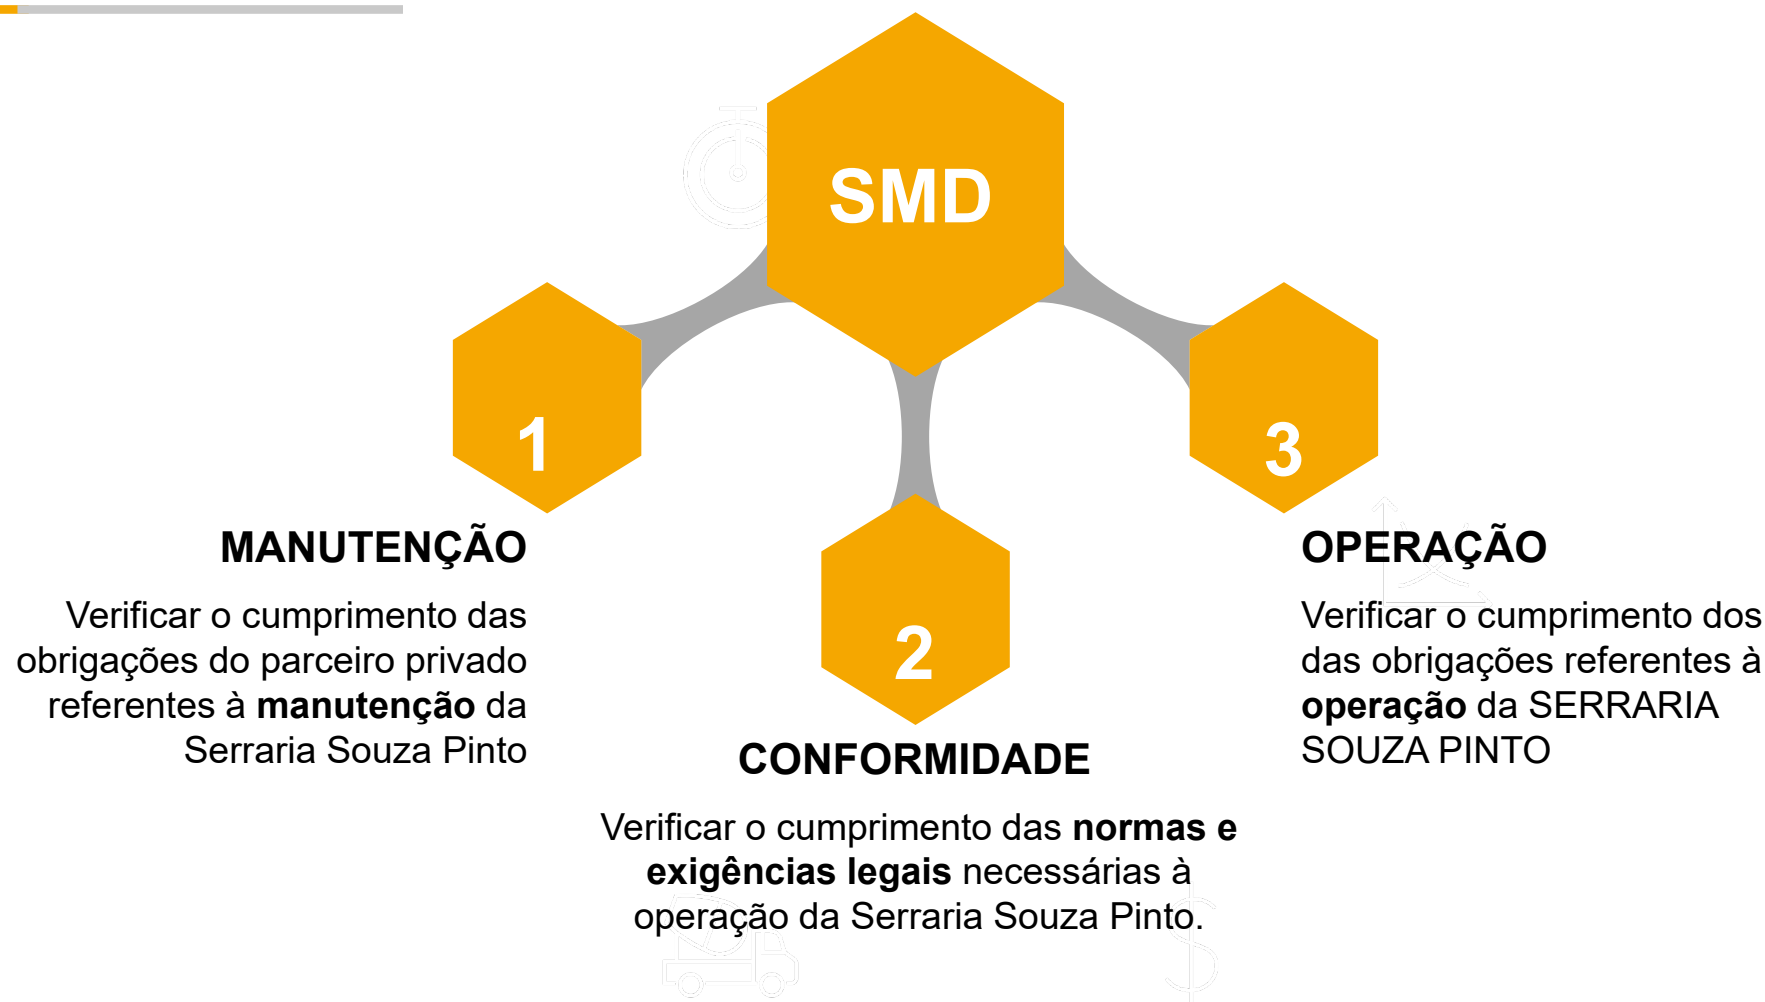 SMD
1
MANUTENÇÃO
Verificar o cumprimento das
obrigações do parceiro privado
referentes à manutenção da
Serraria Souza Pinto
2
CONFORMIDADE
Verificar o cumprimento das normas e
exigências legais necessárias à
operação da Serraria Souza Pinto.
3
OPERAÇÃO
Verificar o cumprimento dos
das obrigações referentes à
operação da SERRARIA
SOUZA PINTO